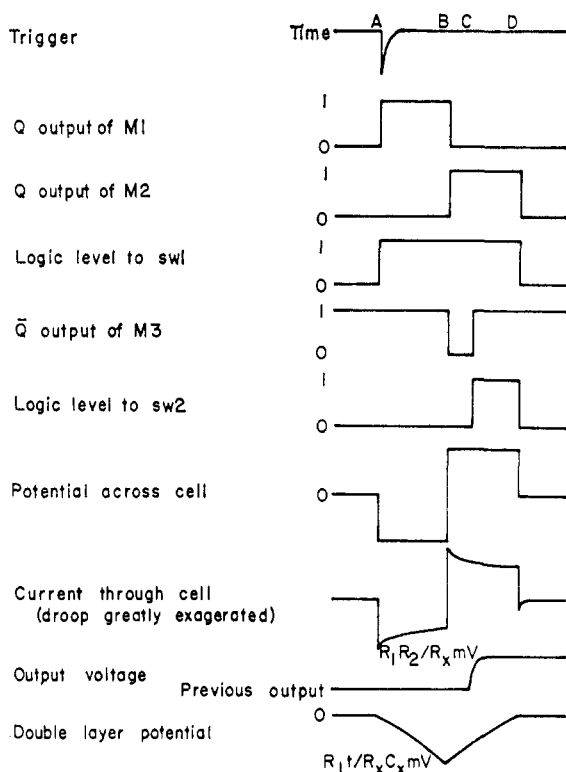 Trigger
Time
A B C D
Q output of M1
1
0
Q output of M2
1
0
Logic level to sw1
1
0
Q̄ output of M3
1
0
Logic level to sw2
1
0
Potential across cell
0
Current through cell
(droop greatly exagerated)
R₁R₂/RₓmV
Output voltage
Previous output
Double layer potential
0
R₁t/RₓCₓmV